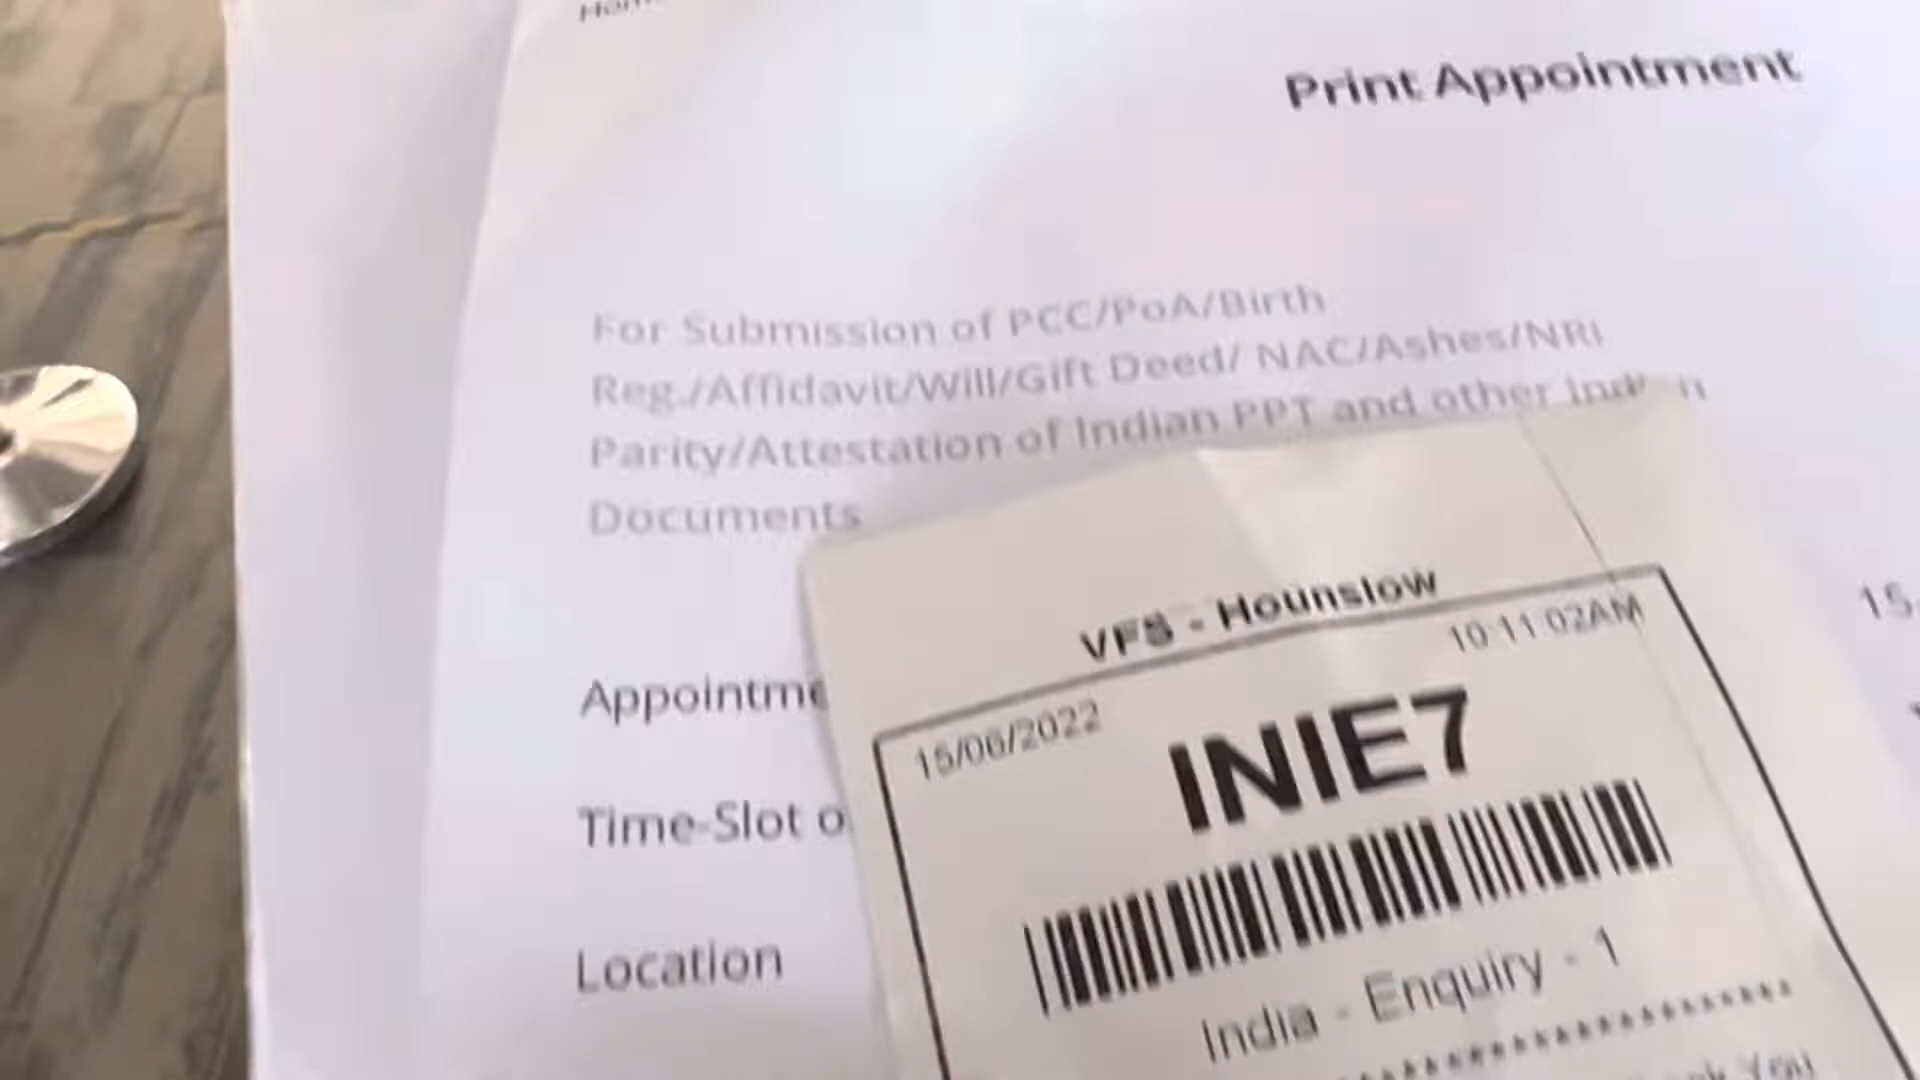 Print Appointment
For Submission of PCC/PoA/Birth
Reg./Affidavit/Will/Gift Deed/ NAC/Ashes/NRI
Parity/Attestation of Indian PPT and other
Documents
VFS - Hounslow
15/06/2022 10:11:02AM
INIE7
India - Enquiry - 1
Appointme
Time-Slot o
Location
15-
You